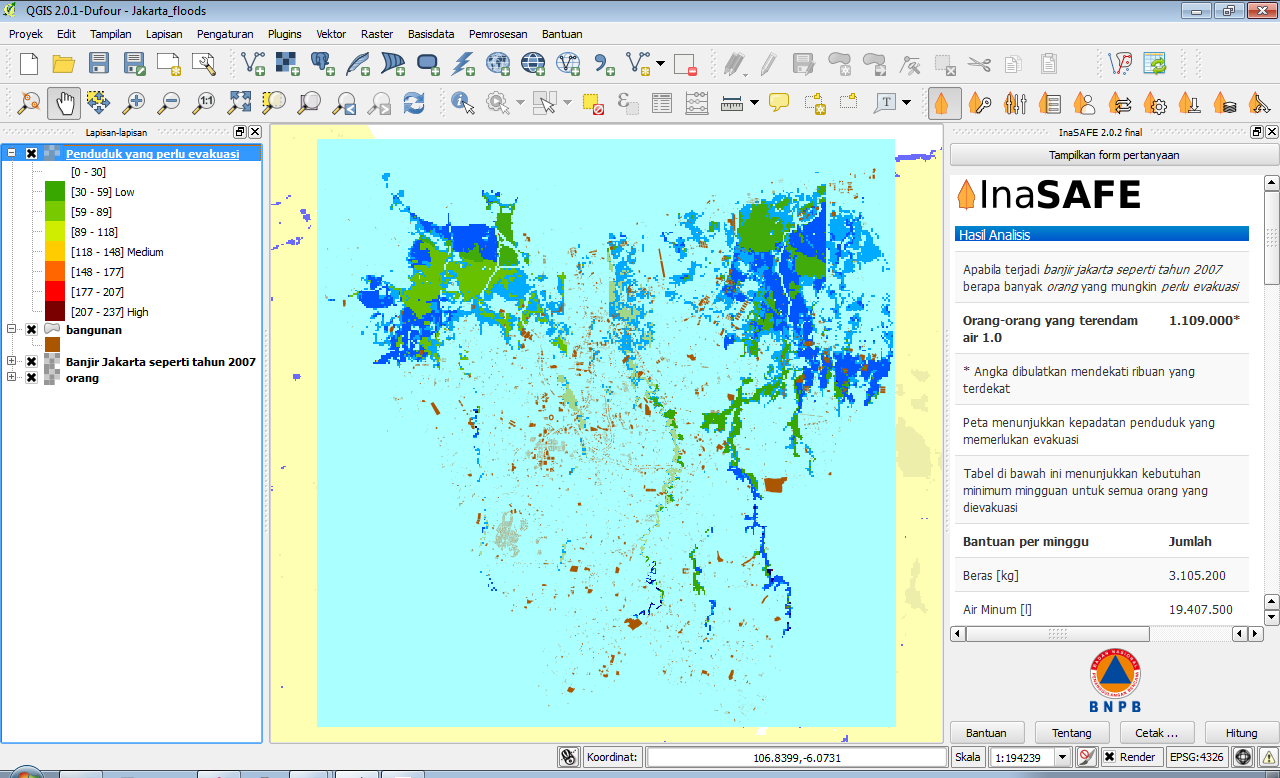 QGIS 2.0.1-Dufour - Jakarta_floods
Proyek Edit Tampilan Lapisan Pengaturan Plugins Vektor Raster Basisdata Pemrosesan Bantuan
1:1
T
Lapisan-lapisan
Penduduk yang perlu evakuasi
[0 - 30]
[30 - 59] Low
[59 - 89]
[89 - 118]
[118 - 148] Medium
[148 - 177]
[177 - 207]
[207 - 237] High
bangunan
Banjir Jakarta seperti tahun 2007
orang
InaSAFE 2.0.2 final
Tampilkan form pertanyaan
InaSAFE
Hasil Analisis
Apabila terjadi banjir jakarta seperti tahun 2007
berapa banyak orang yang mungkin perlu evakuasi
Orang-orang yang terendam 1.109.000*
air 1.0
* Angka dibulatkan mendekati ribuan yang
terdekat
Peta menunjukkan kepadatan penduduk yang
memerlukan evakuasi
Tabel di bawah ini menunjukkan kebutuhan
minimum mingguan untuk semua orang yang
dievakuasi
Bantuan per minggu Jumlah
Beras [kg] 3.105.200
Air Minum [l] 19.407.500
BADAN NASIONAL
PENANGGULANGAN BENCANA
BNPB
Bantuan Tentang Cetak ... Hitung
Koordinat: 106.8399,-6.0731 Skala 1:194239 Render EPSG:4326